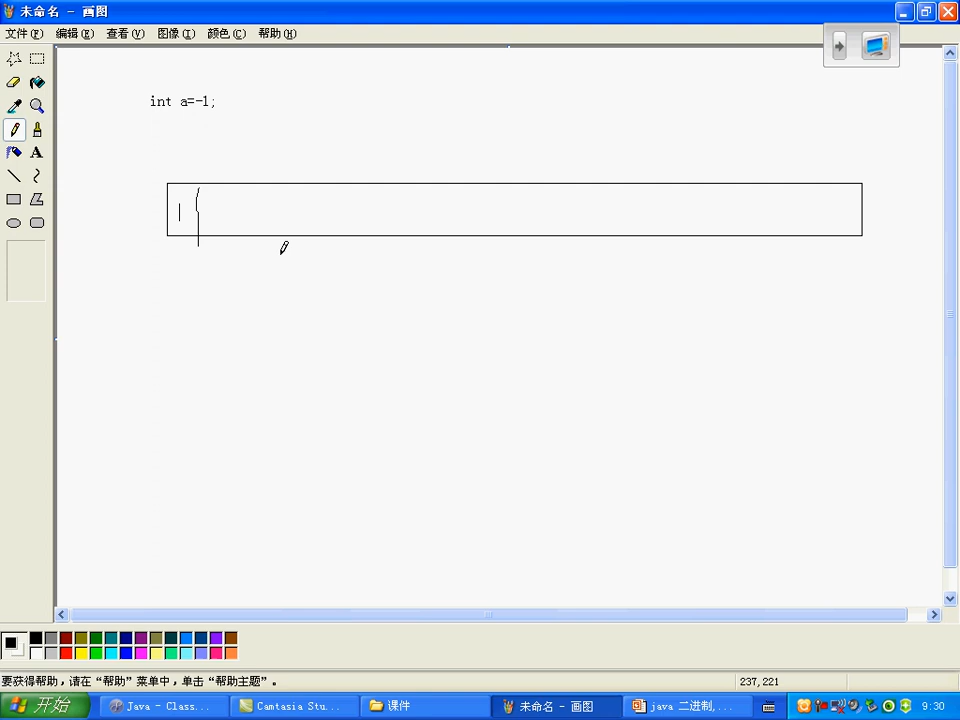 未命名 - 画图
文件(F) 编辑(E) 查看(V) 图像(I) 颜色(C) 帮助(H)
int a=-1;
要获得帮助，请在“帮助”菜单中，单击“帮助主题”。
237,221
开始 Java - Class... Camtasia Stu... 课件 未命名 - 画图 java 二进制,... 9:30